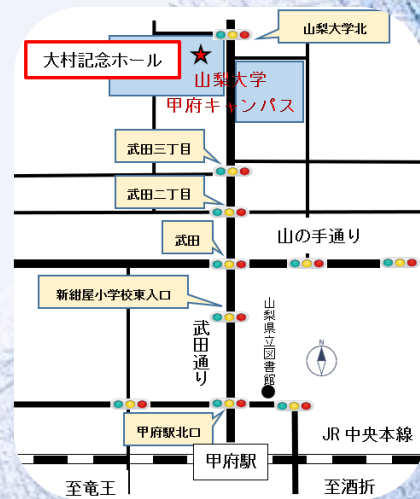 山梨大学北
大村記念ホール
山梨大学
甲府キャンパス
武田三丁目
武田二丁目
武田
山の手通り
新紺屋小学校東入口
武田通り
山梨県立図書館
N
甲府駅北口
JR 中央本線
甲府駅
至竜王
至酒折